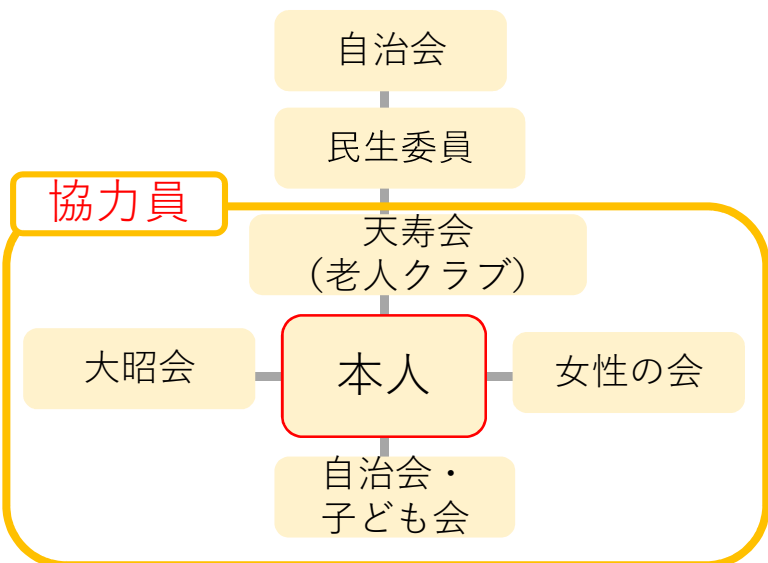 自治会
民生委員
協力員
天寿会
(老人クラブ)
大昭会
本人
女性の会
自治会・
子ども会